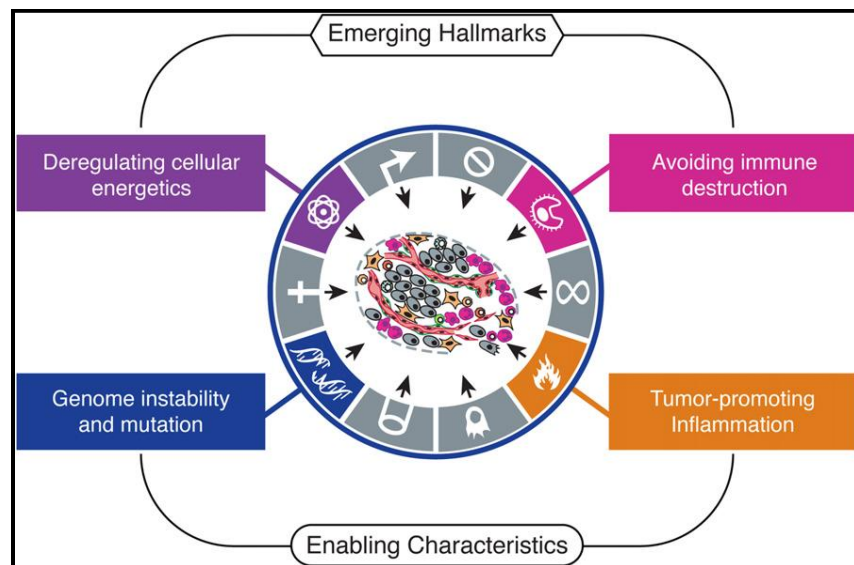 Emerging Hallmarks
Deregulating cellular
energetics
Avoiding immune
destruction
Genome instability
and mutation
Tumor-promoting
Inflammation
Enabling Characteristics